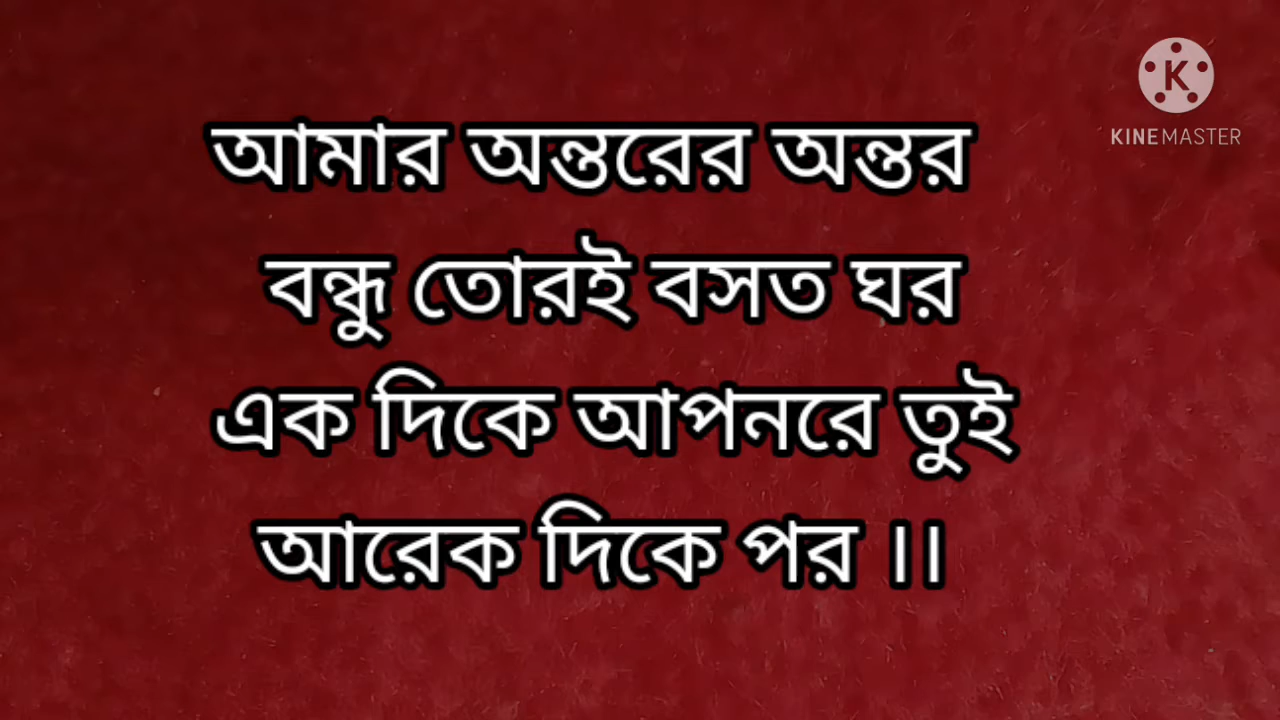 আমার অন্তরের অন্তর
বন্ধু তোরই বসত ঘর
এক দিকে আপনরে তুই
আরেক দিকে পর ।।
KINEMASTER